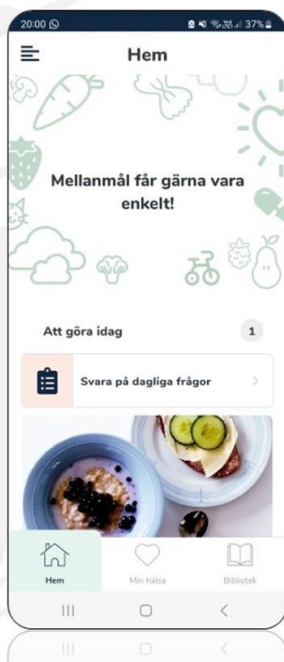 20:00
37%
Hem
Mellanmål får gärna vara
enkelt!
Att göra idag
1
Svara på dagliga frågor
Hem
Min hälsa
Bibliotek